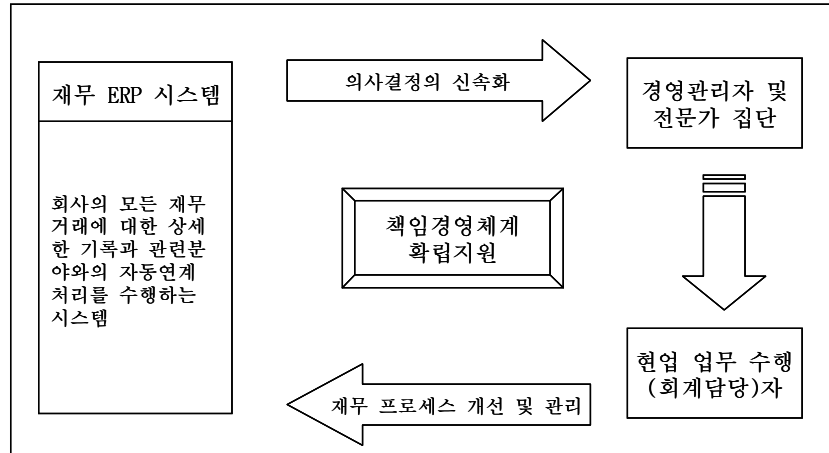 재무 ERP 시스템
회사의 모든 재무
거래에 대한 상세
한 기록과 관련분
야와의 자동연계
처리를 수행하는
시스템
의사결정의 신속화
경영관리자 및
전문가 집단
책임경영체계
확립지원
현업 업무 수행
(회계담당)자
재무 프로세스 개선 및 관리